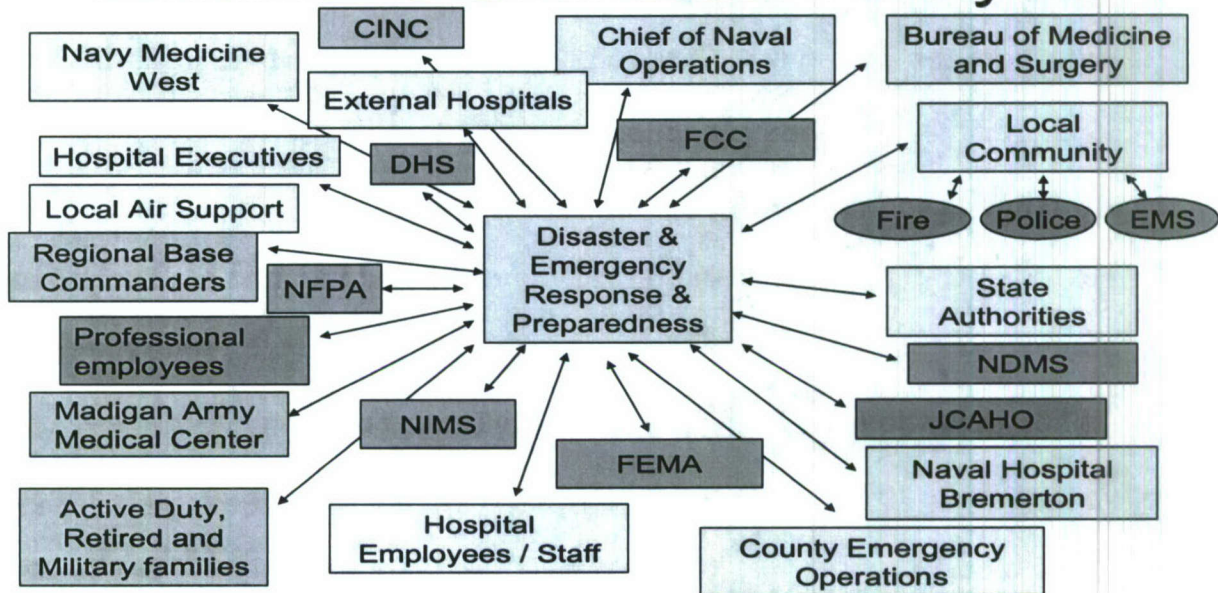 CINC
Navy Medicine
West
Chief of Naval
Operations
Bureau of Medicine
and Surgery
External Hospitals
FCC
Local
Community
Hospital Executives
DHS
Local Air Support
Fire
Police
EMS
Disaster &
Emergency
Response &
Preparedness
Regional Base
Commanders
NFPA
State
Authorities
Professional
employees
NDMS
Madigan Army
Medical Center
NIMS
JCAHO
FEMA
Naval Hospital
Bremerton
Active Duty,
Retired and
Military families
Hospital
Employees / Staff
County Emergency
Operations